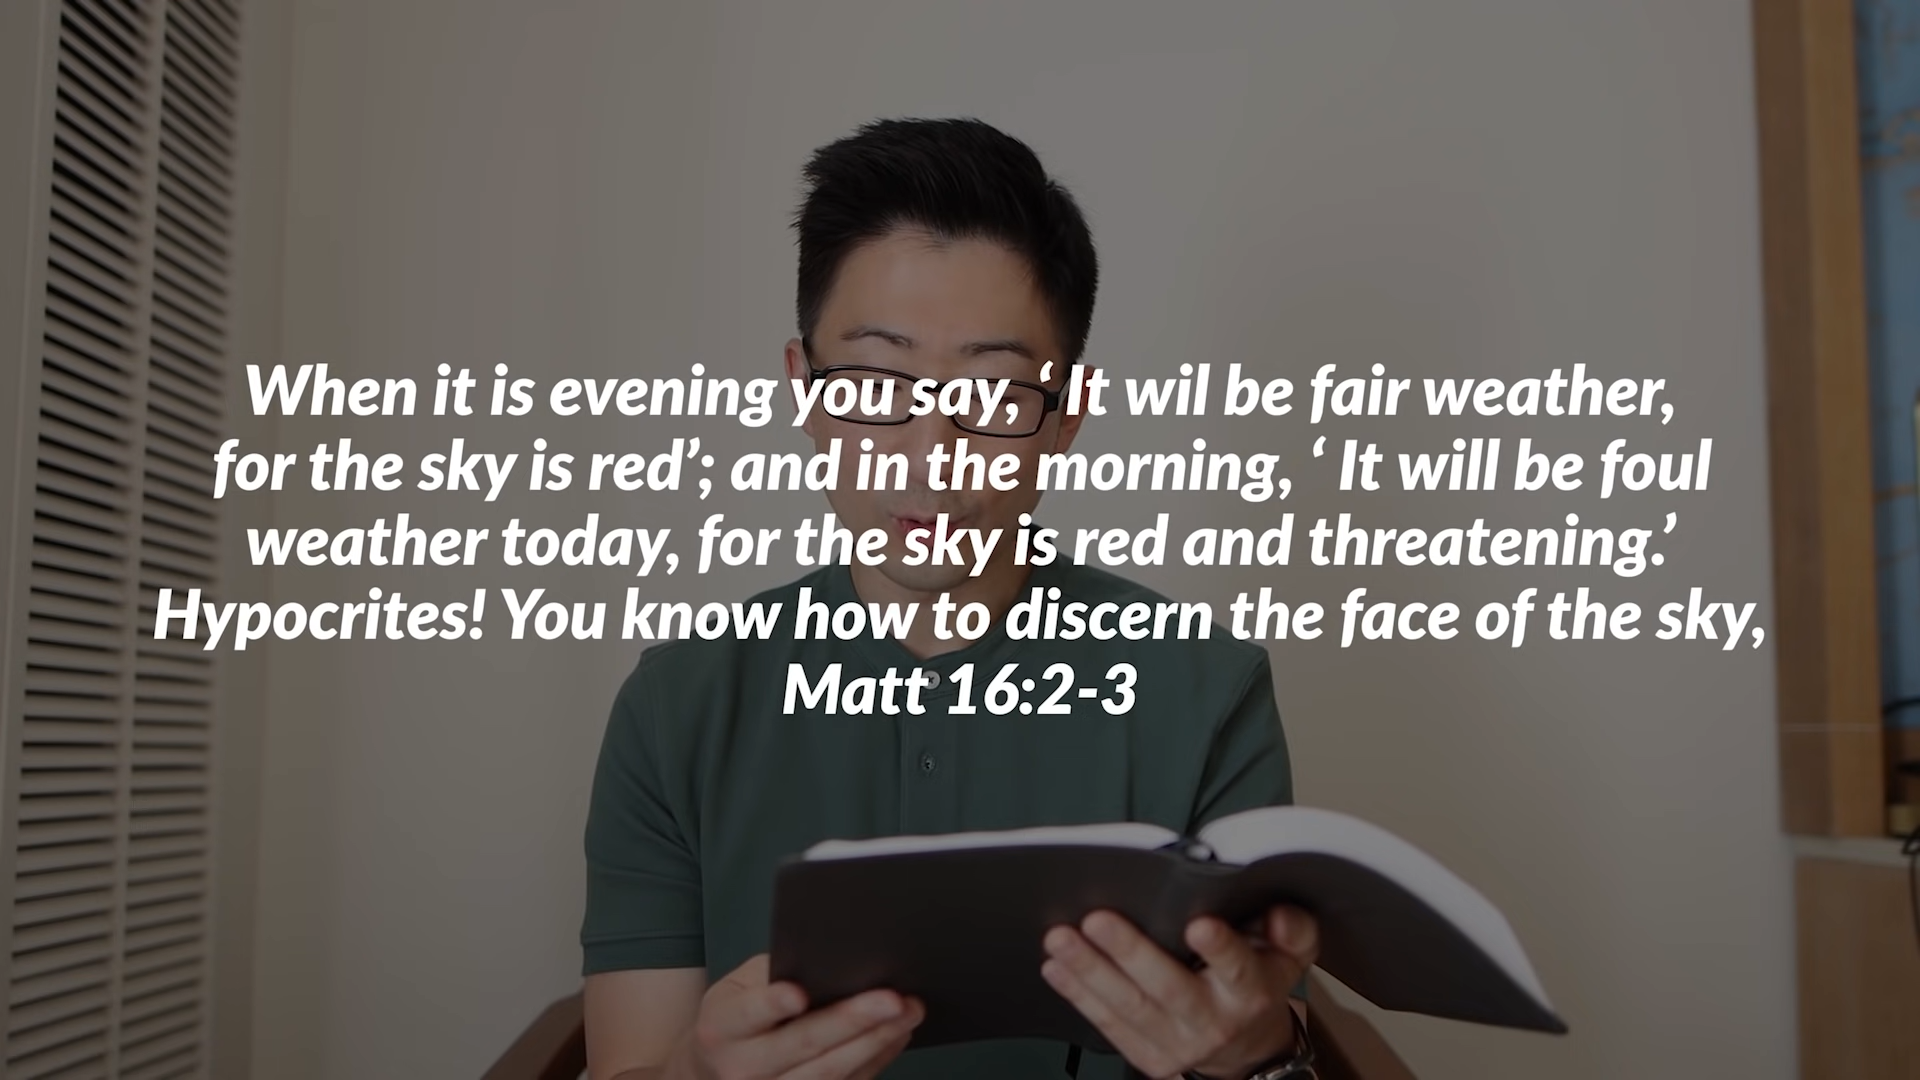 When it is evening you say, ‘ It wil be fair weather,
for the sky is red’; and in the morning, ‘ It will be foul
weather today, for the sky is red and threatening.’
Hypocrites! You know how to discern the face of the sky,
Matt 16:2-3